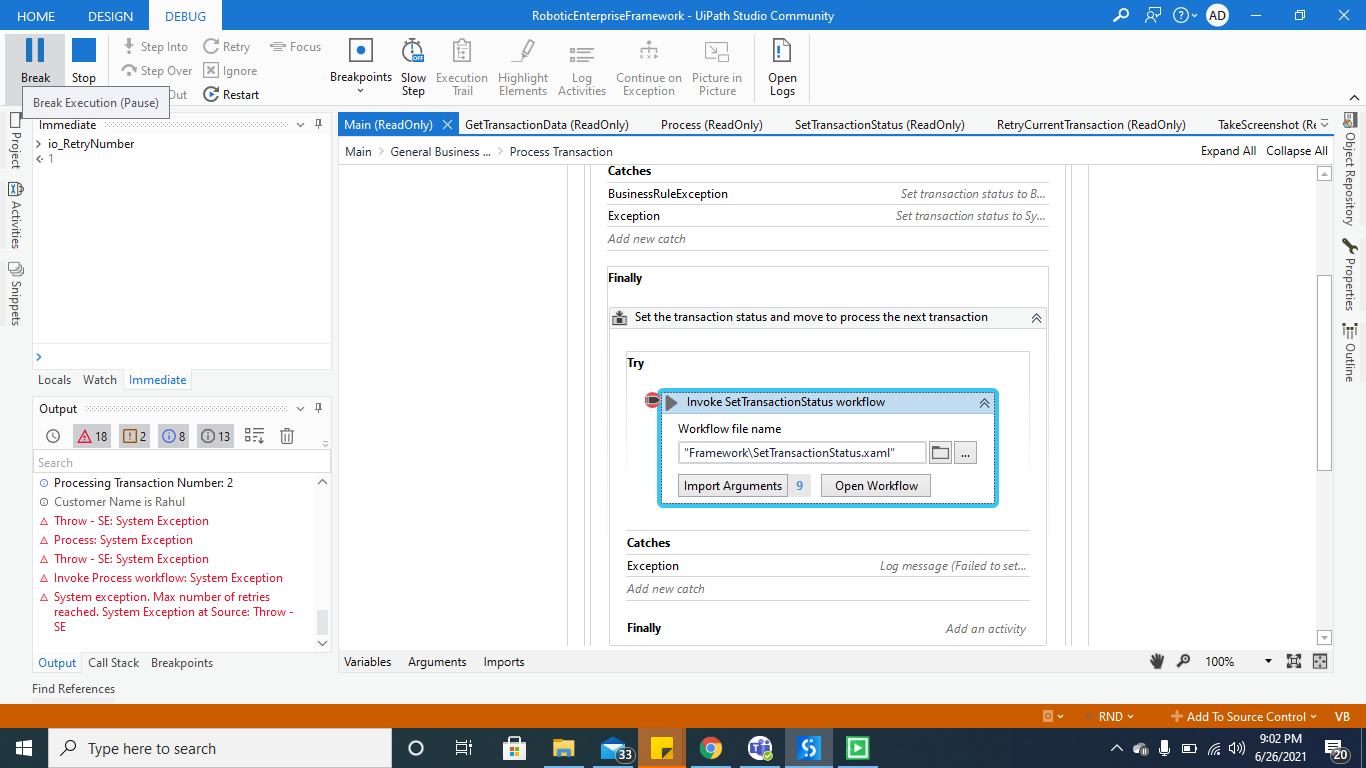 HOME DESIGN DEBUG RoboticEnterpriseFramework - UiPath Studio Community AD
Break Stop Step Into Step Over Out Retry Ignore Restart Focus Breakpoints Slow Step Execution Trail Highlight Elements Log Activities Continue on Exception Picture in Picture Open Logs
OFF
Break Execution (Pause)
Project
Activities
Snippets
Immediate
io_RetryNumber
1
Locals Watch Immediate
Output
18 2 8 13
Search
Processing Transaction Number: 2
Customer Name is Rahul
Throw - SE: System Exception
Process: System Exception
Throw - SE: System Exception
Invoke Process workflow: System Exception
System exception. Max number of retries
reached. System Exception at Source: Throw -
SE
Output Call Stack Breakpoints
Find References
Main (ReadOnly) GetTransactionData (ReadOnly) Process (ReadOnly) SetTransactionStatus (ReadOnly) RetryCurrentTransaction (ReadOnly) TakeScreenshot (Re
Main > General Business ... > Process Transaction Expand All Collapse All
Catches
BusinessRuleException Set transaction status to B...
Exception Set transaction status to Sy...
Add new catch
Finally
Set the transaction status and move to process the next transaction
Try
Invoke SetTransactionStatus workflow
Workflow file name
"Framework\SetTransactionStatus.xaml"
...
Import Arguments 9 Open Workflow
Catches
Exception Log message (Failed to set...
Add new catch
Finally Add an activity
Variables Arguments Imports 100%
Object Repository
Properties
Outline
RND Add To Source Control VB
Type here to search
33
9:02 PM
6/26/2021
20